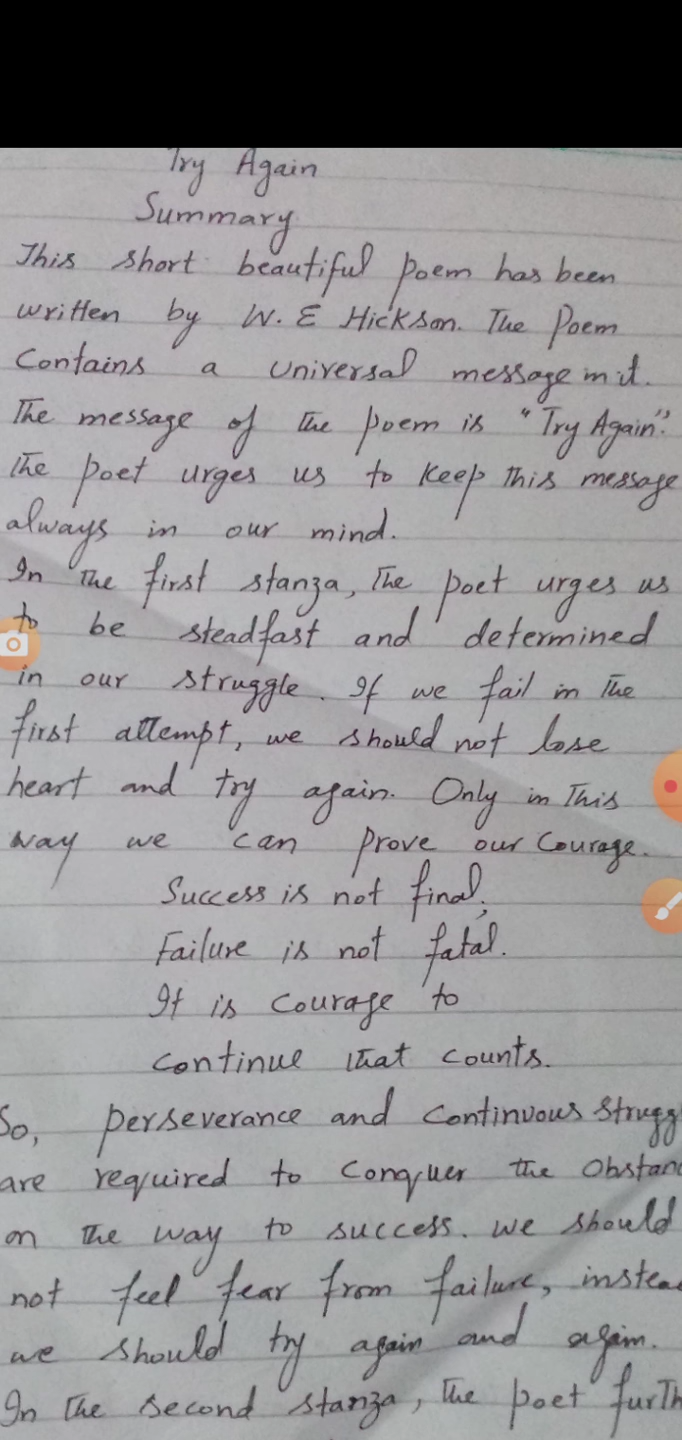 Try Again
Summary
This short beautiful poem has been
written by W. E Hickson. The Poem
Contains a universal message in it.
The message of the poem is "Try Again".
The poet urges us to keep this message
always in our mind.
In the first stanza, The poet urges us
to be steadfast and determined
in our struggle. If we fail in The
first attempt, we should not lose
heart and try again. Only in This
way we can prove our Courage.
Success is not final,
Failure is not fatal.
It is courage to
continue that counts.
So, perseverance and continuous strugg
are required to conquer the obstanc
on the way to success. we should
not feel fear from failure, instea
we should try again and again.
In The second stanza, The poet furth